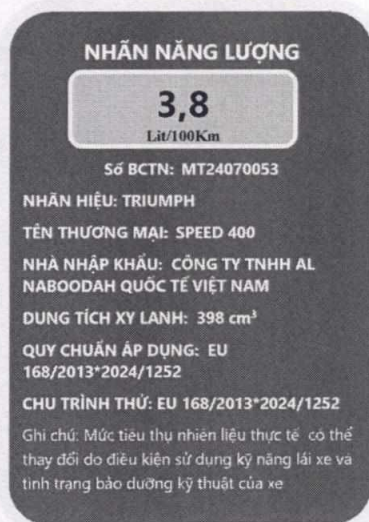 NHÃN NĂNG LƯỢNG
3,8
Lit/100Km
Số BCTN: MT24070053
NHÃN HIỆU: TRIUMPH
TÊN THƯƠNG MẠI: SPEED 400
NHÀ NHẬP KHẨU: CÔNG TY TNHH AL
NABOODAH QUỐC TẾ VIỆT NAM
DUNG TÍCH XY LANH: 398 cm³
QUY CHUẨN ÁP DỤNG: EU
168/2013*2024/1252
CHU TRÌNH THỬ: EU 168/2013*2024/1252
Ghi chú: Mức tiêu thụ nhiên liệu thực tế có thể
thay đổi do điều kiện sử dụng kỹ năng lái xe và
tình trạng bảo dưỡng kỹ thuật của xe